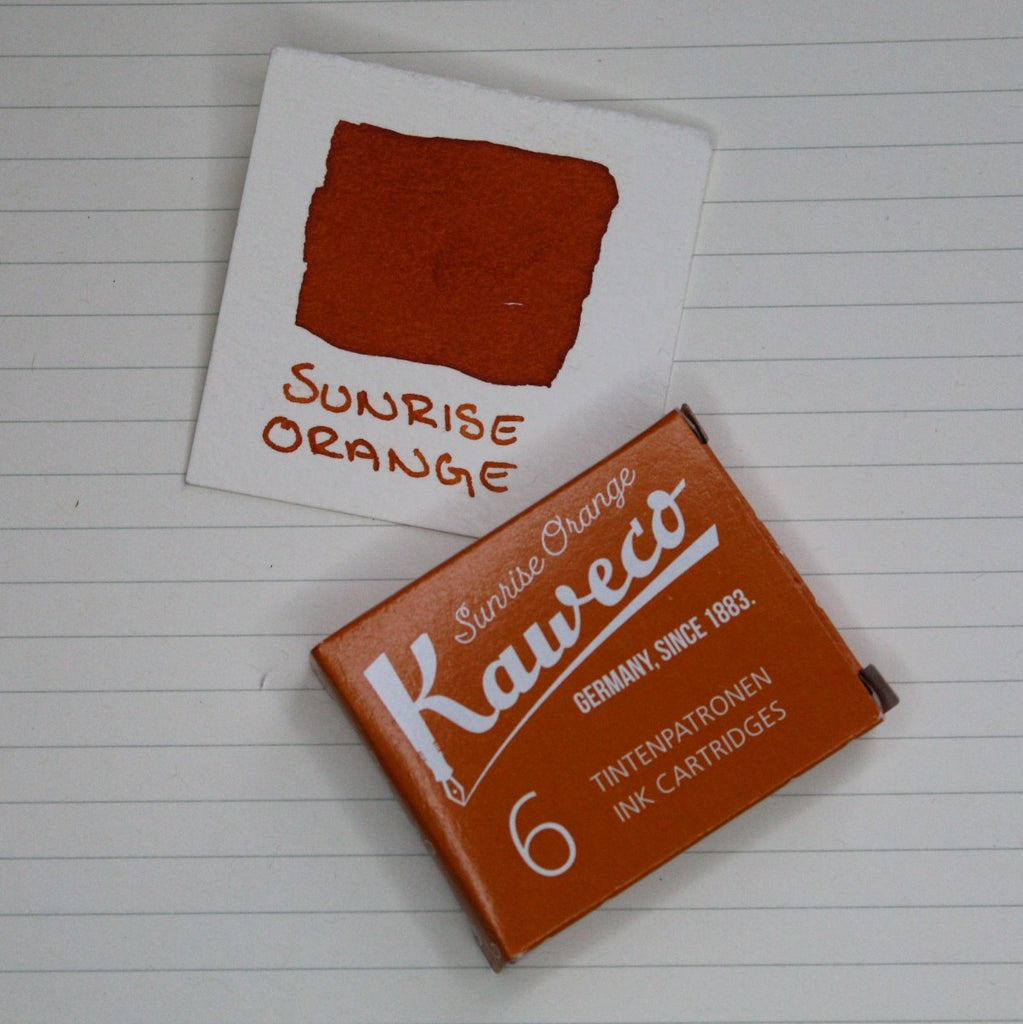 SUNRISE
ORANGE
Sunrise Orange
Kaweco
GERMANY, SINCE 1883.
TINTENPATRONEN
INK CARTRIDGES
6